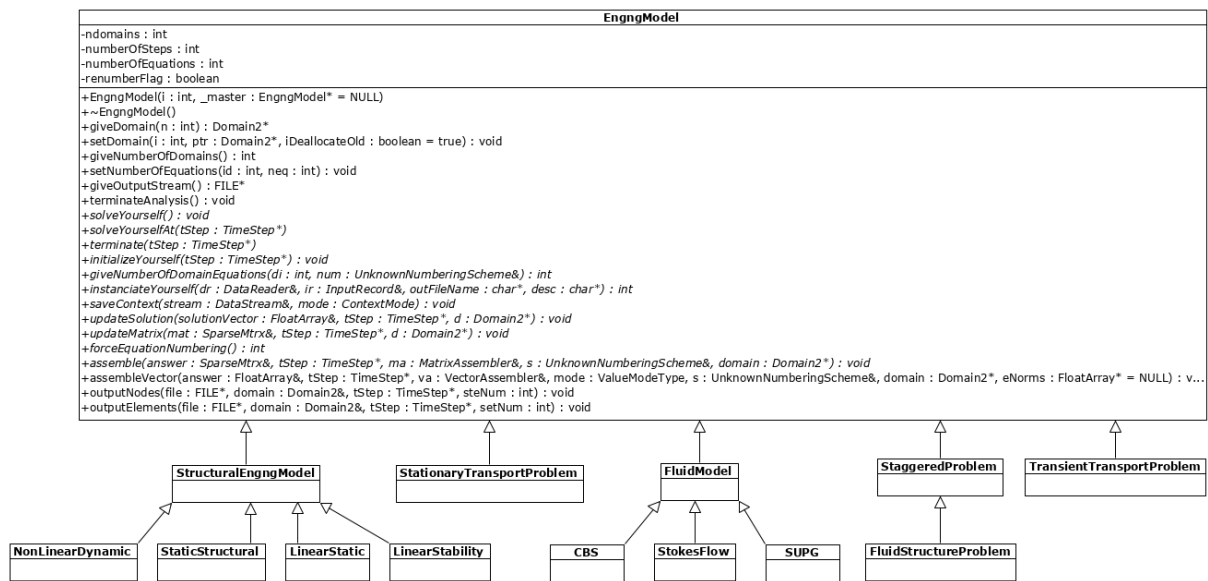 EngngModel
-ndomains : int
-numberOfSteps : int
-numberOfEquations : int
-renumberFlag : boolean
+EngngModel(i : int, _master : EngngModel* = NULL)
+~EngngModel()
+giveDomain(n : int) : Domain2*
+setDomain(i : int, ptr : Domain2*, iDeallocateOld : boolean = true) : void
+giveNumberOfDomains() : int
+setNumberOfEquations(id : int, neq : int) : void
+giveOutputStream() : FILE*
+terminateAnalysis() : void
+solveYourself() : void
+solveYourselfAt(tStep : TimeStep*)
+terminate(tStep : TimeStep*)
+initializeYourself(tStep : TimeStep*) : void
+giveNumberOfDomainEquations(di : int, num : UnknownNumberingScheme&) : int
+instanciateYourself(dr : DataReader&, ir : InputRecord&, outFileName : char*, desc : char*) : int
+saveContext(stream : DataStream&, mode : ContextMode) : void
+updateSolution(solutionVector : FloatArray&, tStep : TimeStep*, d : Domain2*) : void
+updateMatrix(mat : SparseMtrx&, tStep : TimeStep*, d : Domain2*) : void
+forceEquationNumbering() : int
+assemble(answer : SparseMtrx&, tStep : TimeStep*, ma : MatrixAssembler&, s : UnknownNumberingScheme&, domain : Domain2*) : void
+assembleVector(answer : FloatArray&, tStep : TimeStep*, va : VectorAssembler&, mode : ValueModeType, s : UnknownNumberingScheme&, domain : Domain2*, eNorms : FloatArray* = NULL) : v...
+outputNodes(file : FILE*, domain : Domain2&, tStep : TimeStep*, steNum : int) : void
+outputElements(file : FILE*, domain : Domain2&, tStep : TimeStep*, setNum : int) : void
StructuralEngngModel
StationaryTransportProblem
FluidModel
StaggeredProblem
TransientTransportProblem
NonLinearDynamic
StaticStructural
LinearStatic
LinearStability
CBS
StokesFlow
SUPG
FluidStructureProblem